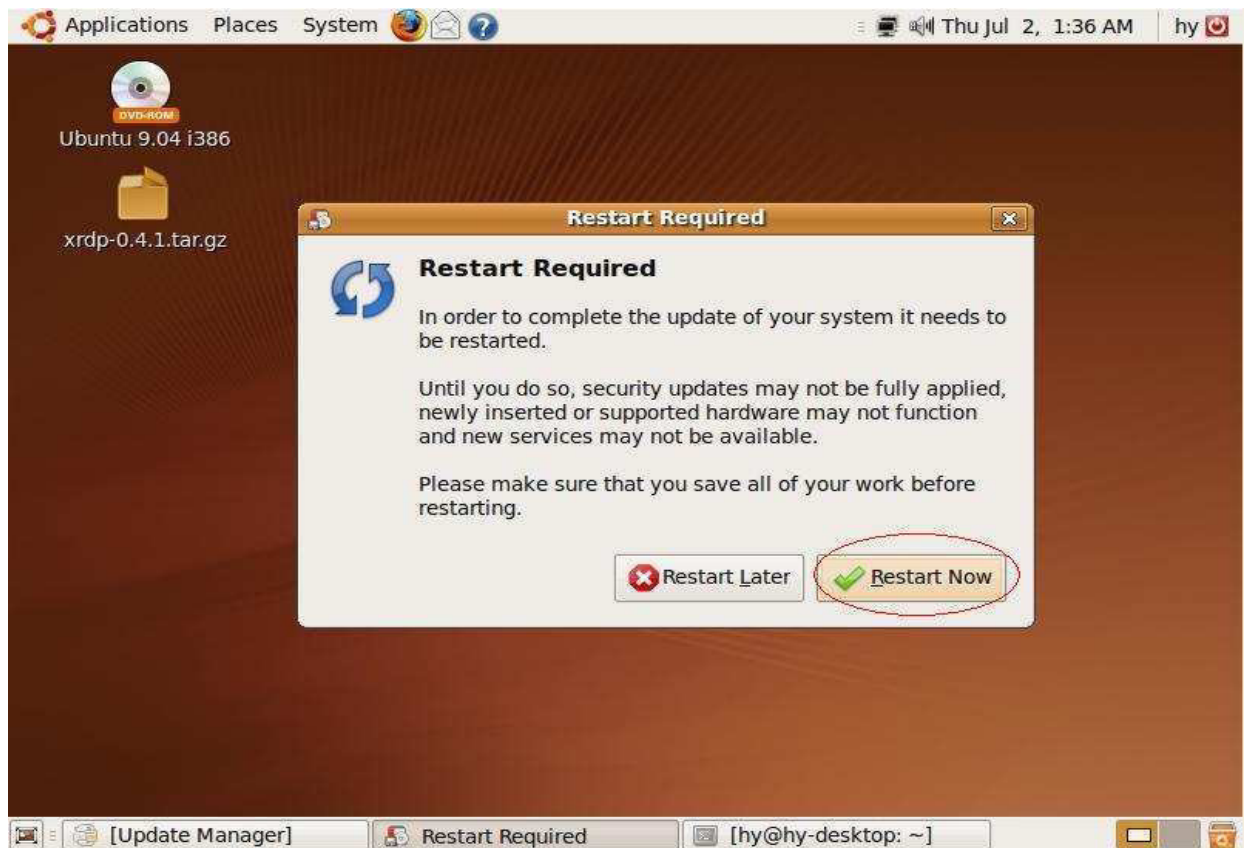 Applications Places System Thu Jul 2, 1:36 AM hy
DVD-ROM
Ubuntu 9.04 i386
xrdp-0.4.1.tar.gz
Restart Required
Restart Required
In order to complete the update of your system it needs to
be restarted.
Until you do so, security updates may not be fully applied,
newly inserted or supported hardware may not function
and new services may not be available.
Please make sure that you save all of your work before
restarting.
Restart Later Restart Now
[Update Manager] Restart Required [hy@hy-desktop: ~]